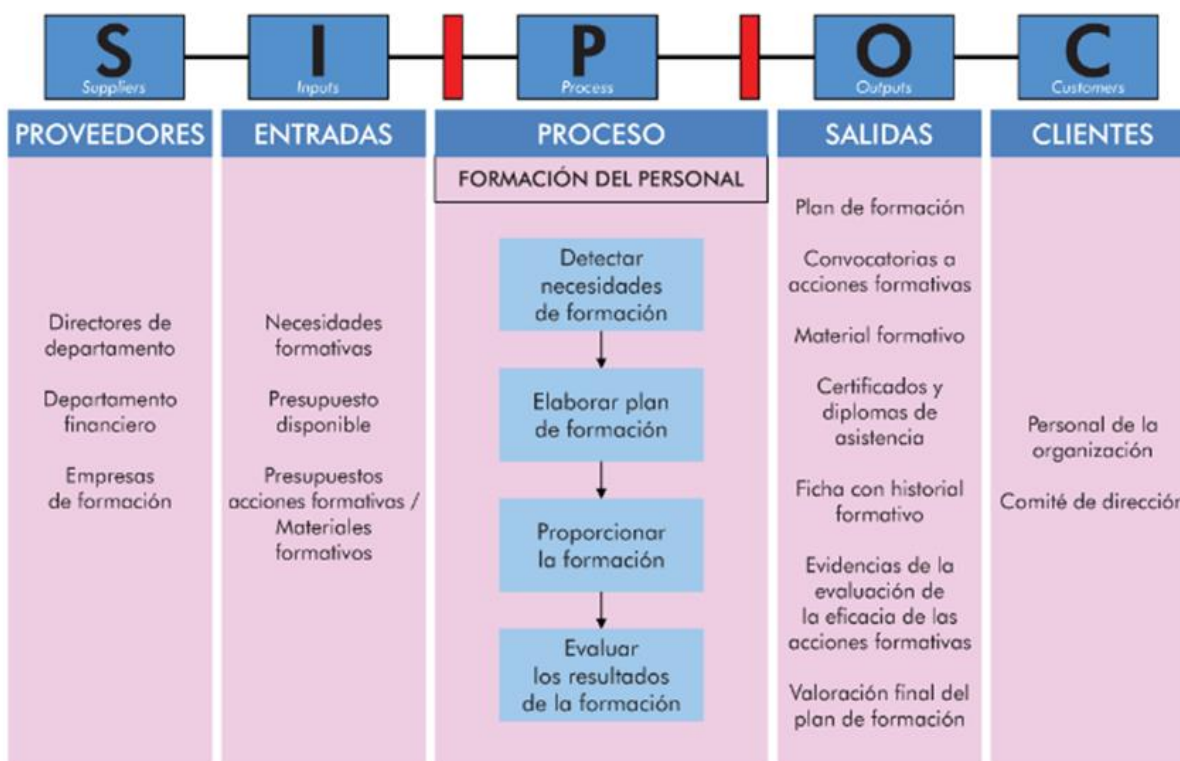 S
Suppliers
I
Inputs
P
Process
O
Outputs
C
Customers
PROVEEDORES
ENTRADAS
PROCESO
SALIDAS
CLIENTES
Directores de
departamento
Departamento
financiero
Empresas
de formación
Necesidades
formativas
Presupuesto
disponible
Presupuestos
acciones formativas /
Materiales
formativos
FORMACIÓN DEL PERSONAL
Detectar
necesidades
de formación
Elaborar plan
de formación
Proporcionar
la formación
Evaluar
los resultados
de la formación
Plan de formación
Convocatorias a
acciones formativas
Material formativo
Certificados y
diplomas de
asistencia
Ficha con historial
formativo
Evidencias de la
evaluación de
la eficacia de las
acciones formativas
Valoración final del
plan de formación
Personal de la
organización
Comité de dirección